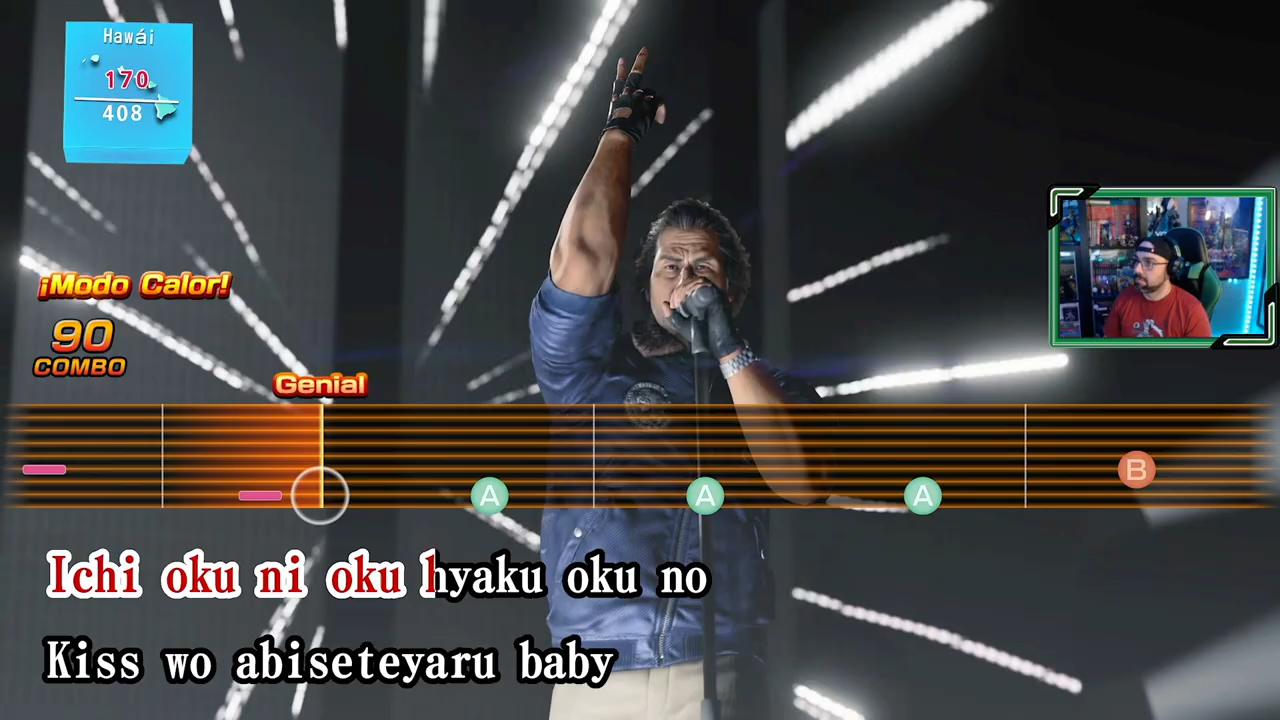 Hawái
170
408
¡Modo Calor!
90
COMBO
Genial
A A A B
Ichi oku ni oku hyaku oku no
Kiss wo abiseteyaru baby